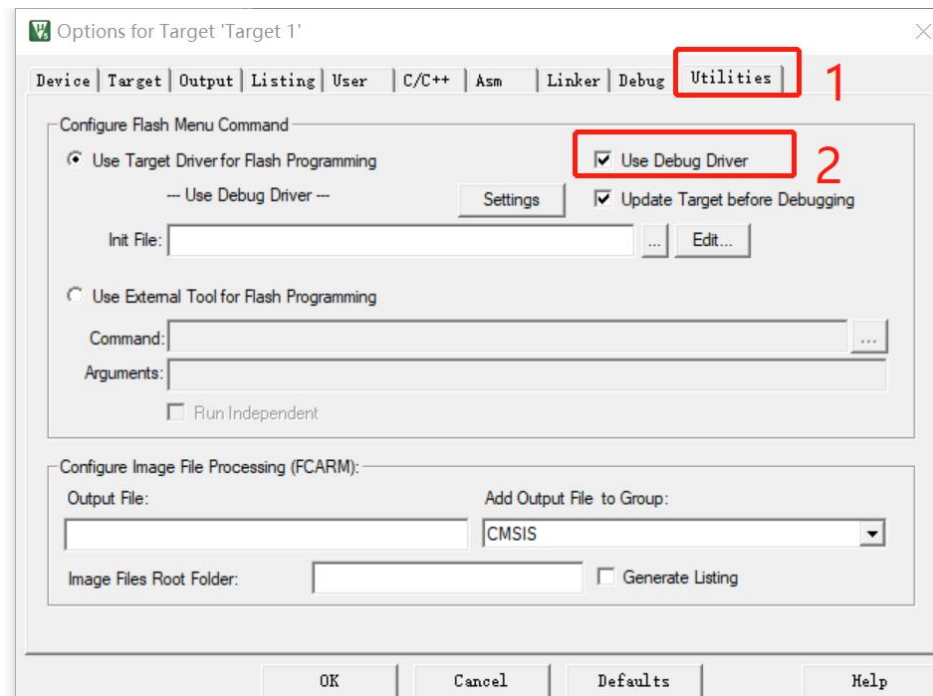 Options for Target 'Target 1'
Device Target Output Listing User C/C++ Asm Linker Debug Utilities 1
Configure Flash Menu Command
Use Target Driver for Flash Programming Use Debug Driver 2
--- Use Debug Driver --- Settings Update Target before Debugging
Init File: ... Edit...
Use External Tool for Flash Programming
Command: ...
Arguments:
Run Independent
Configure Image File Processing (FCARM):
Output File: Add Output File to Group:
CMSIS
Image Files Root Folder: Generate Listing
OK Cancel Defaults Help